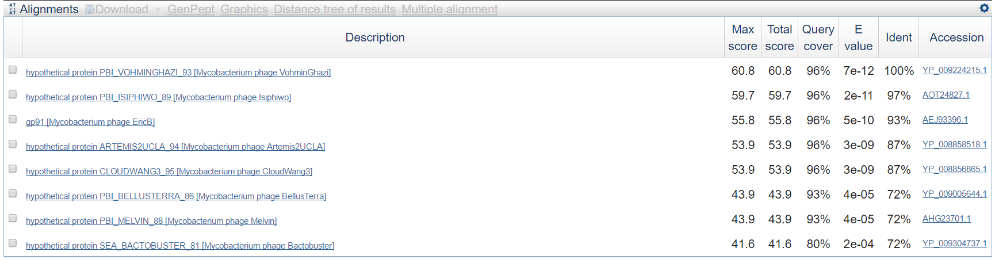 Alignments Download GenPept Graphics Distance tree of results Multiple alignment
Description Max score Total score Query cover E value Ident Accession
hypothetical protein PBI_VOHMINGHAZI_93 [Mycobacterium phage VohminGhazi] 60.8 60.8 96% 7e-12 100% YP_009224215.1
hypothetical protein PBI_ISIPHIWO_89 [Mycobacterium phage Isiphiwo] 59.7 59.7 96% 2e-11 97% AOT24827.1
gp91 [Mycobacterium phage EricB] 55.8 55.8 96% 5e-10 93% AEJ93396.1
hypothetical protein ARTEMIS2UCLA_94 [Mycobacterium phage Artemis2UCLA] 53.9 53.9 96% 3e-09 87% YP_008858518.1
hypothetical protein CLOUDWANG3_95 [Mycobacterium phage CloudWang3] 53.9 53.9 96% 3e-09 87% YP_008856865.1
hypothetical protein PBI_BELLUSTERRA_86 [Mycobacterium phage BellusTerra] 43.9 43.9 93% 4e-05 72% YP_009005644.1
hypothetical protein PBI_MELVIN_88 [Mycobacterium phage Melvin] 43.9 43.9 93% 4e-05 72% AHG23701.1
hypothetical protein SEA_BACTOBUSTER_81 [Mycobacterium phage Bactobuster] 41.6 41.6 80% 2e-04 72% YP_009304737.1